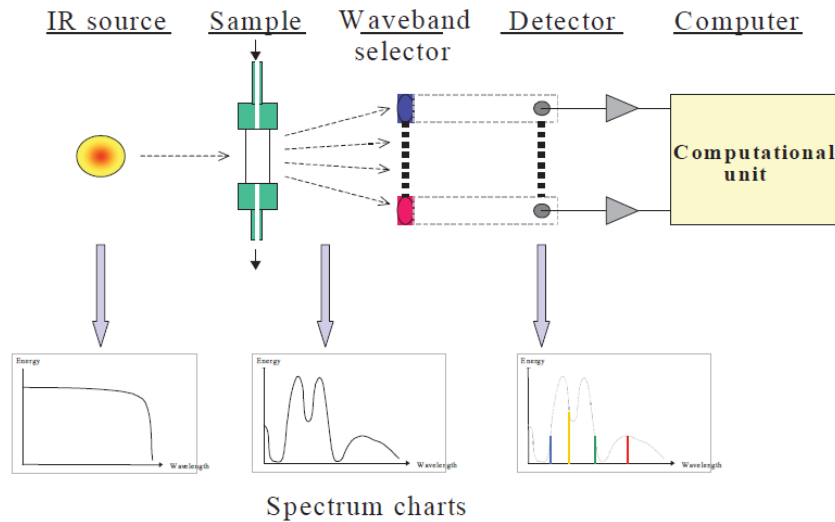 IR source Sample Waveband selector Detector Computer
Computational
unit
Energy
Wavelength
Energy
Wavelength
Energy
Wavelength
Spectrum charts